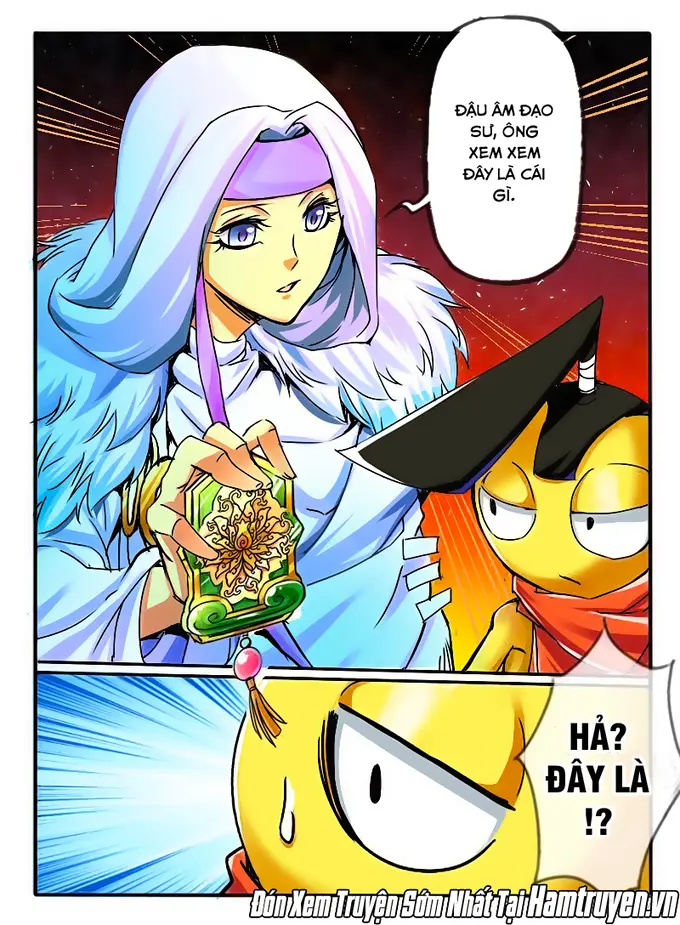 ĐẬU ÂM ĐẠO
SƯ, ÔNG
XEM XEM
ĐÂY LÀ CÁI
GÌ.
HẢ?
ĐÂY LÀ
!?
Đón Xem Truyện Sớm Nhất Tại Hamtruyen.vn